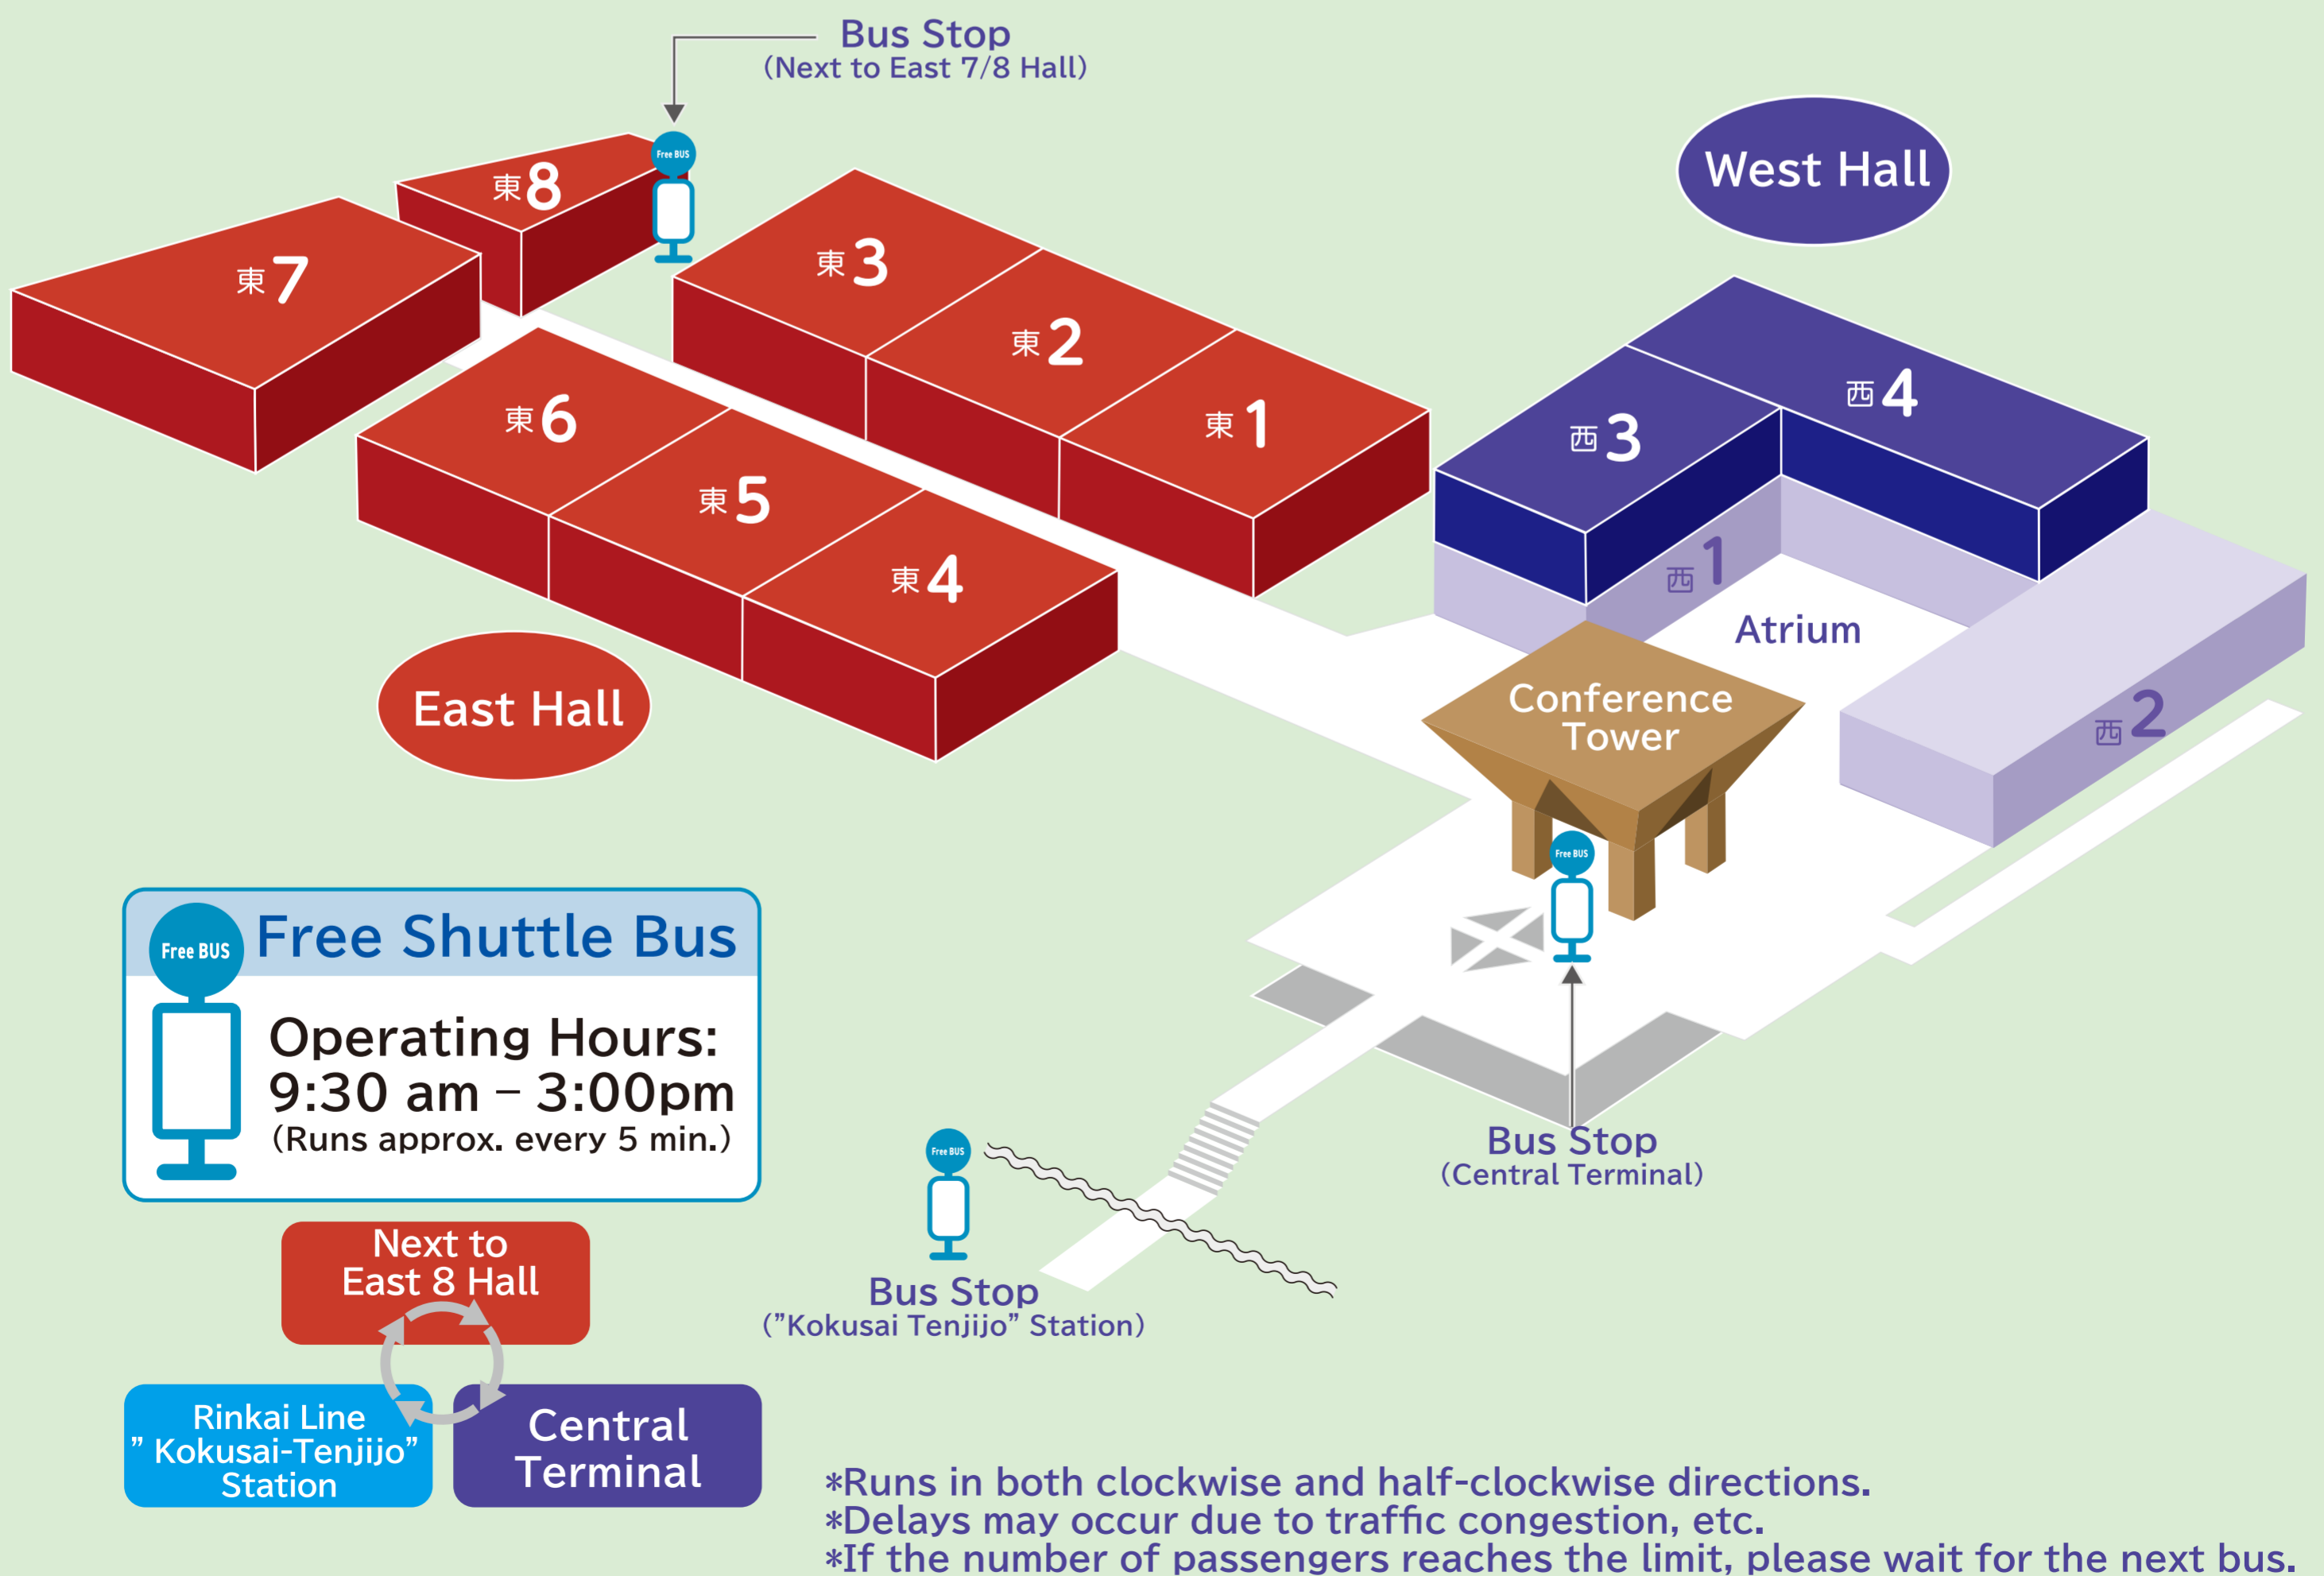 Bus Stop
(Next to East 7/8 Hall)
Free BUS
West Hall
東8
東7
東3
東2
東1
東6
東5
東4
西4
西3
西1
西2
Atrium
East Hall
Conference
Tower
Free BUS
Free BUS
Free Shuttle Bus
Operating Hours:
9:30 am – 3:00pm
(Runs approx. every 5 min.)
Bus Stop
(Central Terminal)
Free BUS
Bus Stop
("Kokusai Tenjijo" Station)
Next to
East 8 Hall
Rinkai Line
" Kokusai-Tenjijo"
Station
Central
Terminal
*Runs in both clockwise and half-clockwise directions.
*Delays may occur due to traffic congestion, etc.
*If the number of passengers reaches the limit, please wait for the next bus.